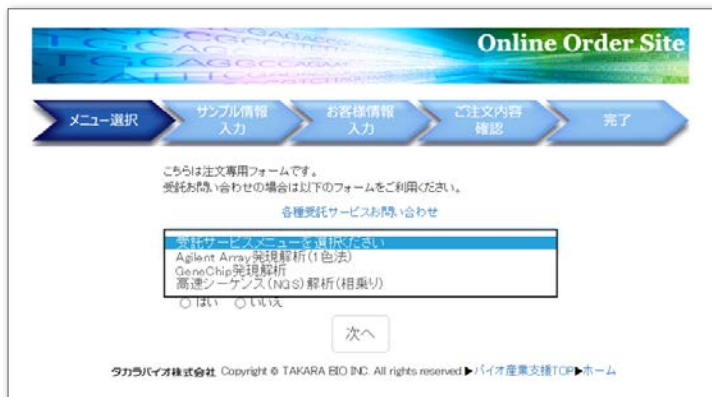 Online Order Site
メニュー選択
サンプル情報
入力
お客様情報
入力
ご注文内容
確認
完了
こちらは注文専用フォームです。
受託お問い合わせの場合は以下のフォームをご利用ください。
各種受託サービスお問い合わせ
受託サービスメニューを選択ください
Agilent Array発現解析(1色法)
GeneChip発現解析
高速シーケンス(NGS)解析(相乗り)
はい いいえ
次へ
タカラバイオ株式会社 Copyright © TAKARA BIO INC. All rights reserved.▶バイオ産業支援TOP▶ホーム